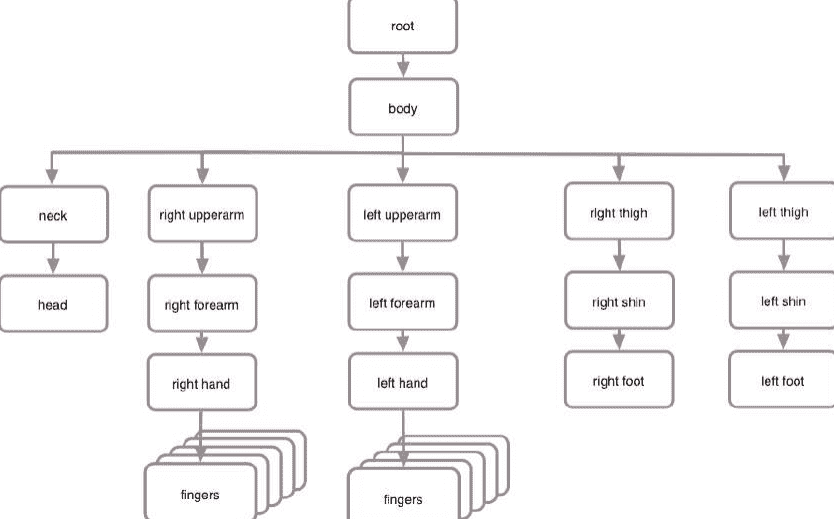 root
body
neck
right upperarm
left upperarm
right thigh
left thigh
head
right forearm
left forearm
right shin
left shin
right hand
left hand
right foot
left foot
fingers
fingers